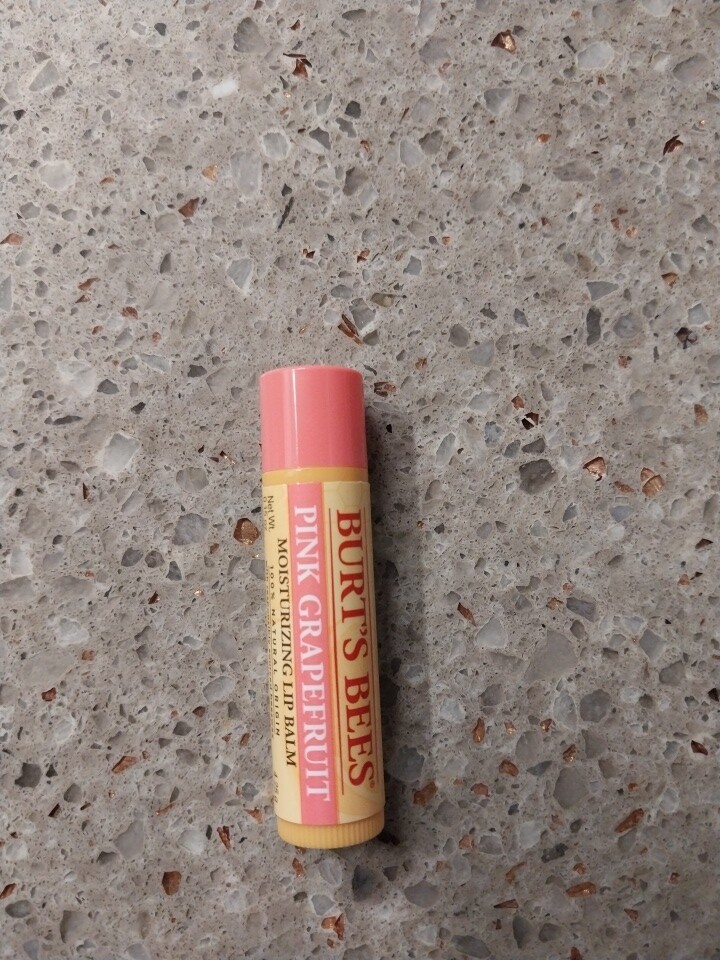 BURT'S BEES®
PINK GRAPEFRUIT
MOISTURIZING LIP BALM
100% NATURAL ORIGIN
Net Wt.